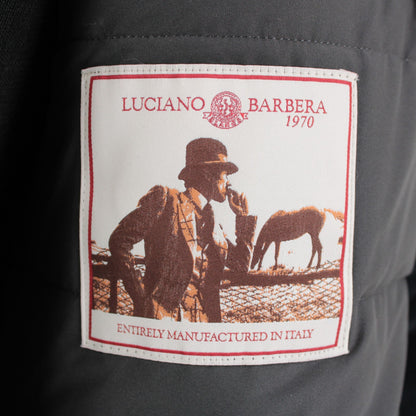 LUCIANO BARBERA
1970
ENTIRELY MANUFACTURED IN ITALY